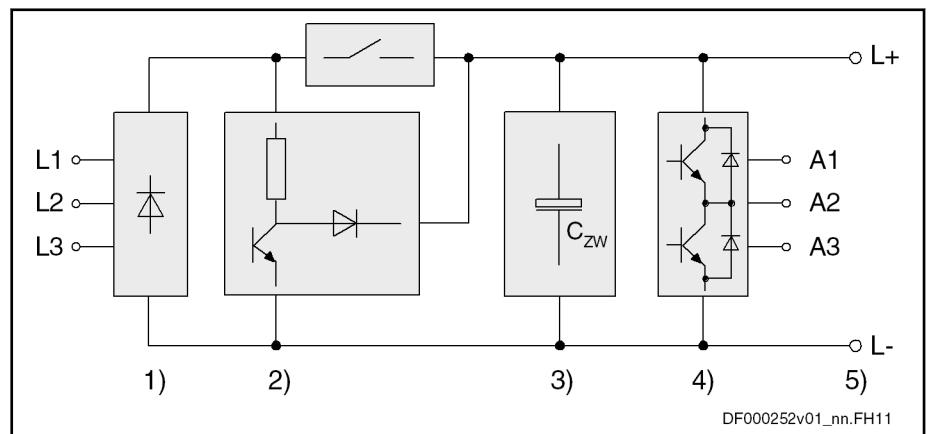 L+
L1
L2
L3
A1
A2
A3
C_ZW
L-
1)
2)
3)
4)
5)
DF000252v01_nn.FH11